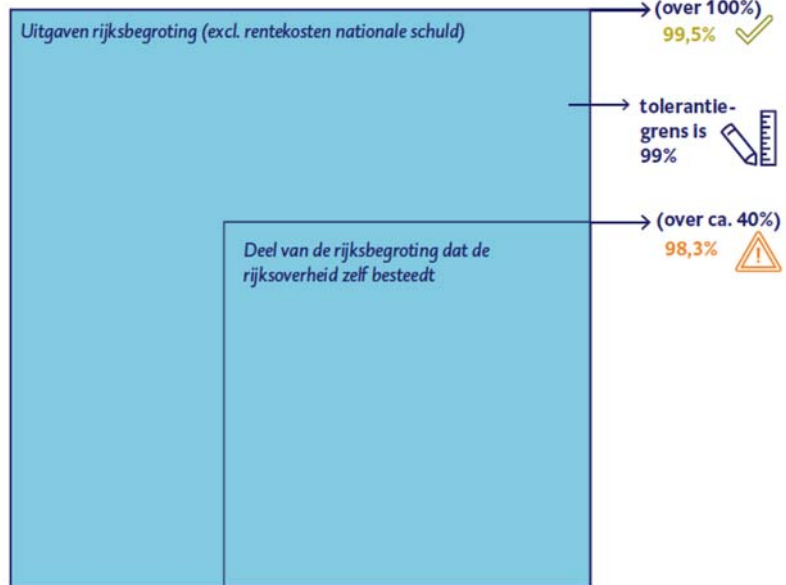 (over 100%)
Uitgaven rijksbegroting (excl. rentekosten nationale schuld)
99,5%
tolerantie-
grens is
99%
(over ca. 40%)
98,3%
Deel van de rijksbegroting dat de
rijksoverheid zelf besteedt